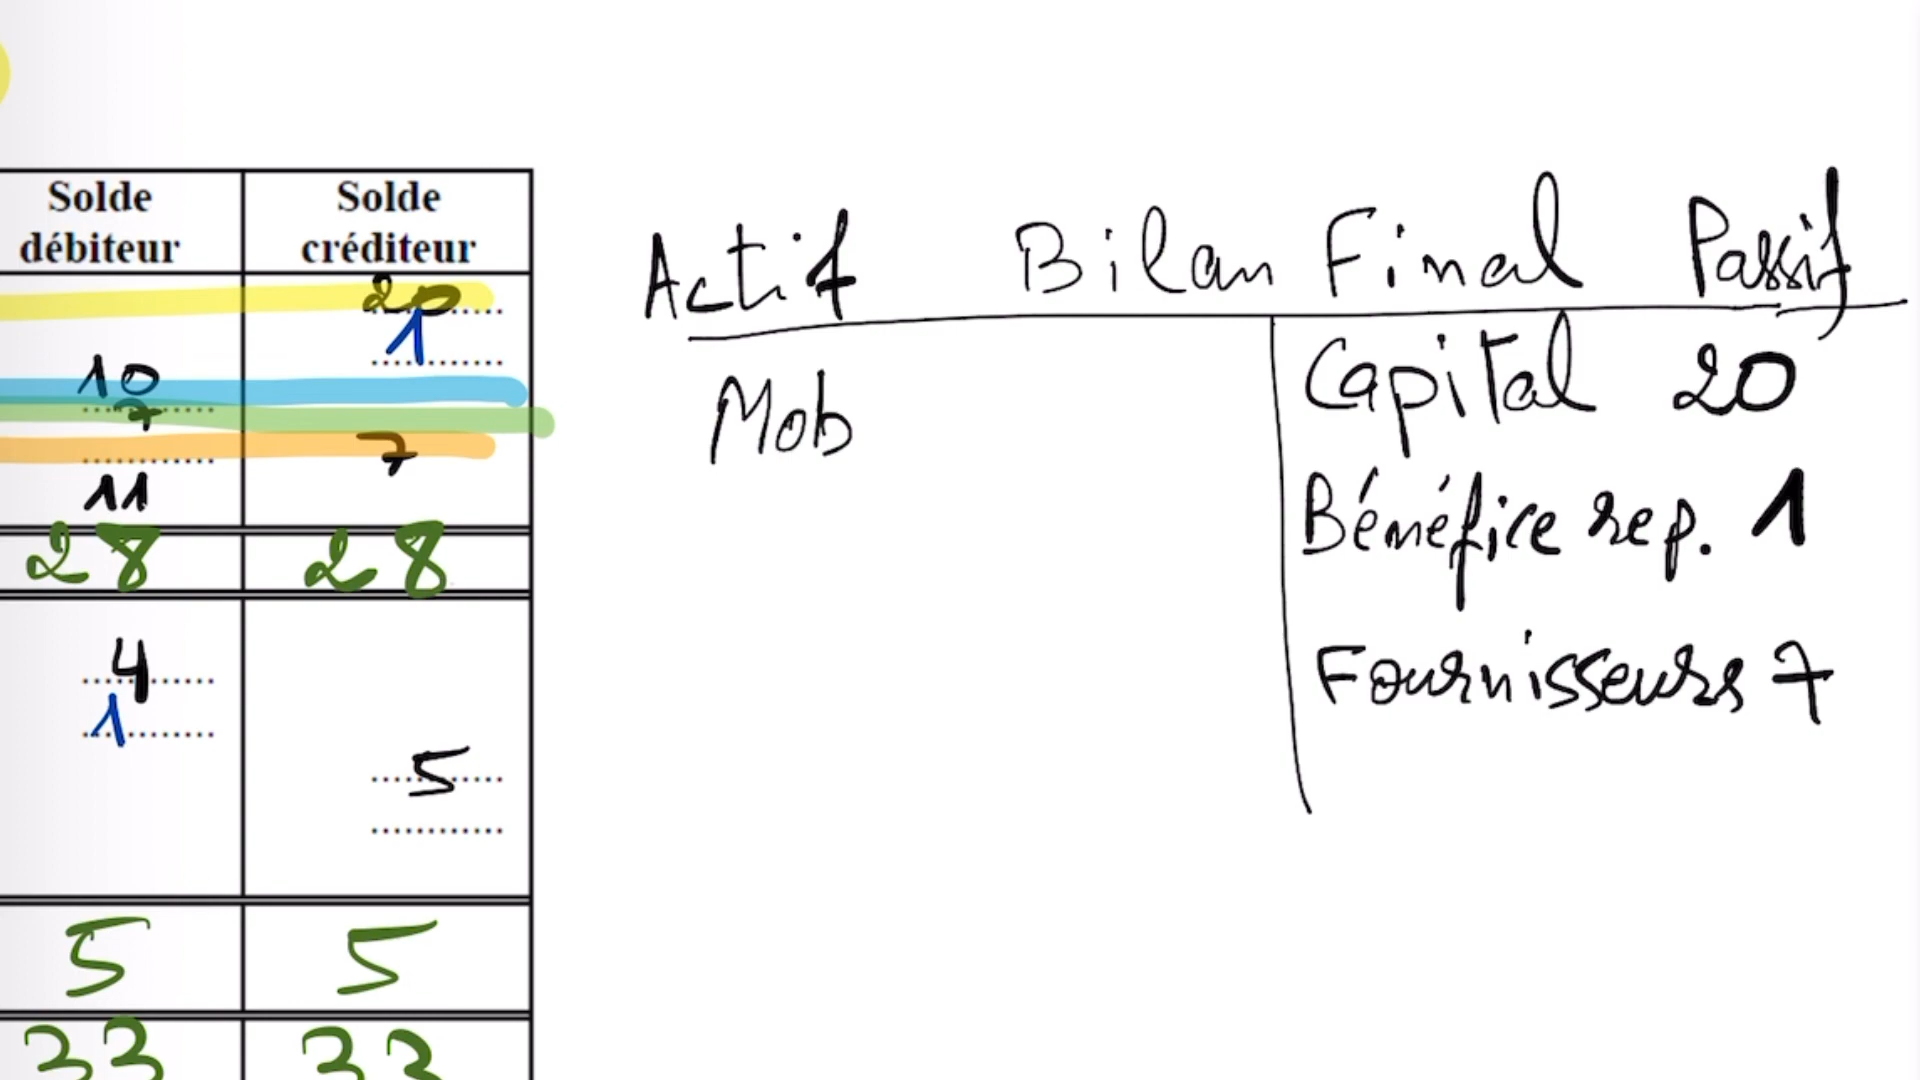 Solde débiteur
Solde créditeur
20
1
10
7
7
11
28 28
4
1
5
5 5
33 33
Actif Bilan Final Passif
Mob
Capital 20
Bénéfice rep. 1
Fournisseurs 7